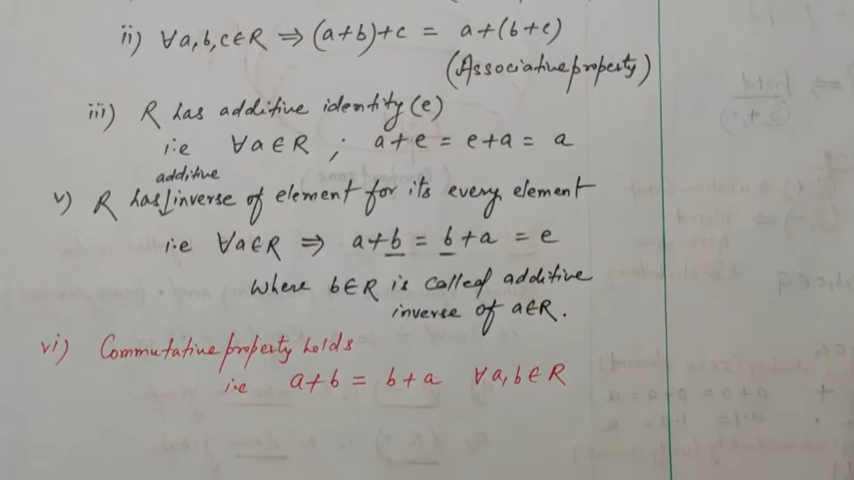 ii) ∀a,b,c∈R ⇒ (a+b)+c = a+(b+c)
(Associative property)
iii) R has additive identity (e)
i.e ∀a∈R ; a+e = e+a = a
additive
v) R has inverse of element for its every element
i.e ∀a∈R ⇒ a+b = b+a = e
Where b∈R is called additive
inverse of a∈R.
vi) Commutative property holds
i.e a+b = b+a ∀a,b∈R